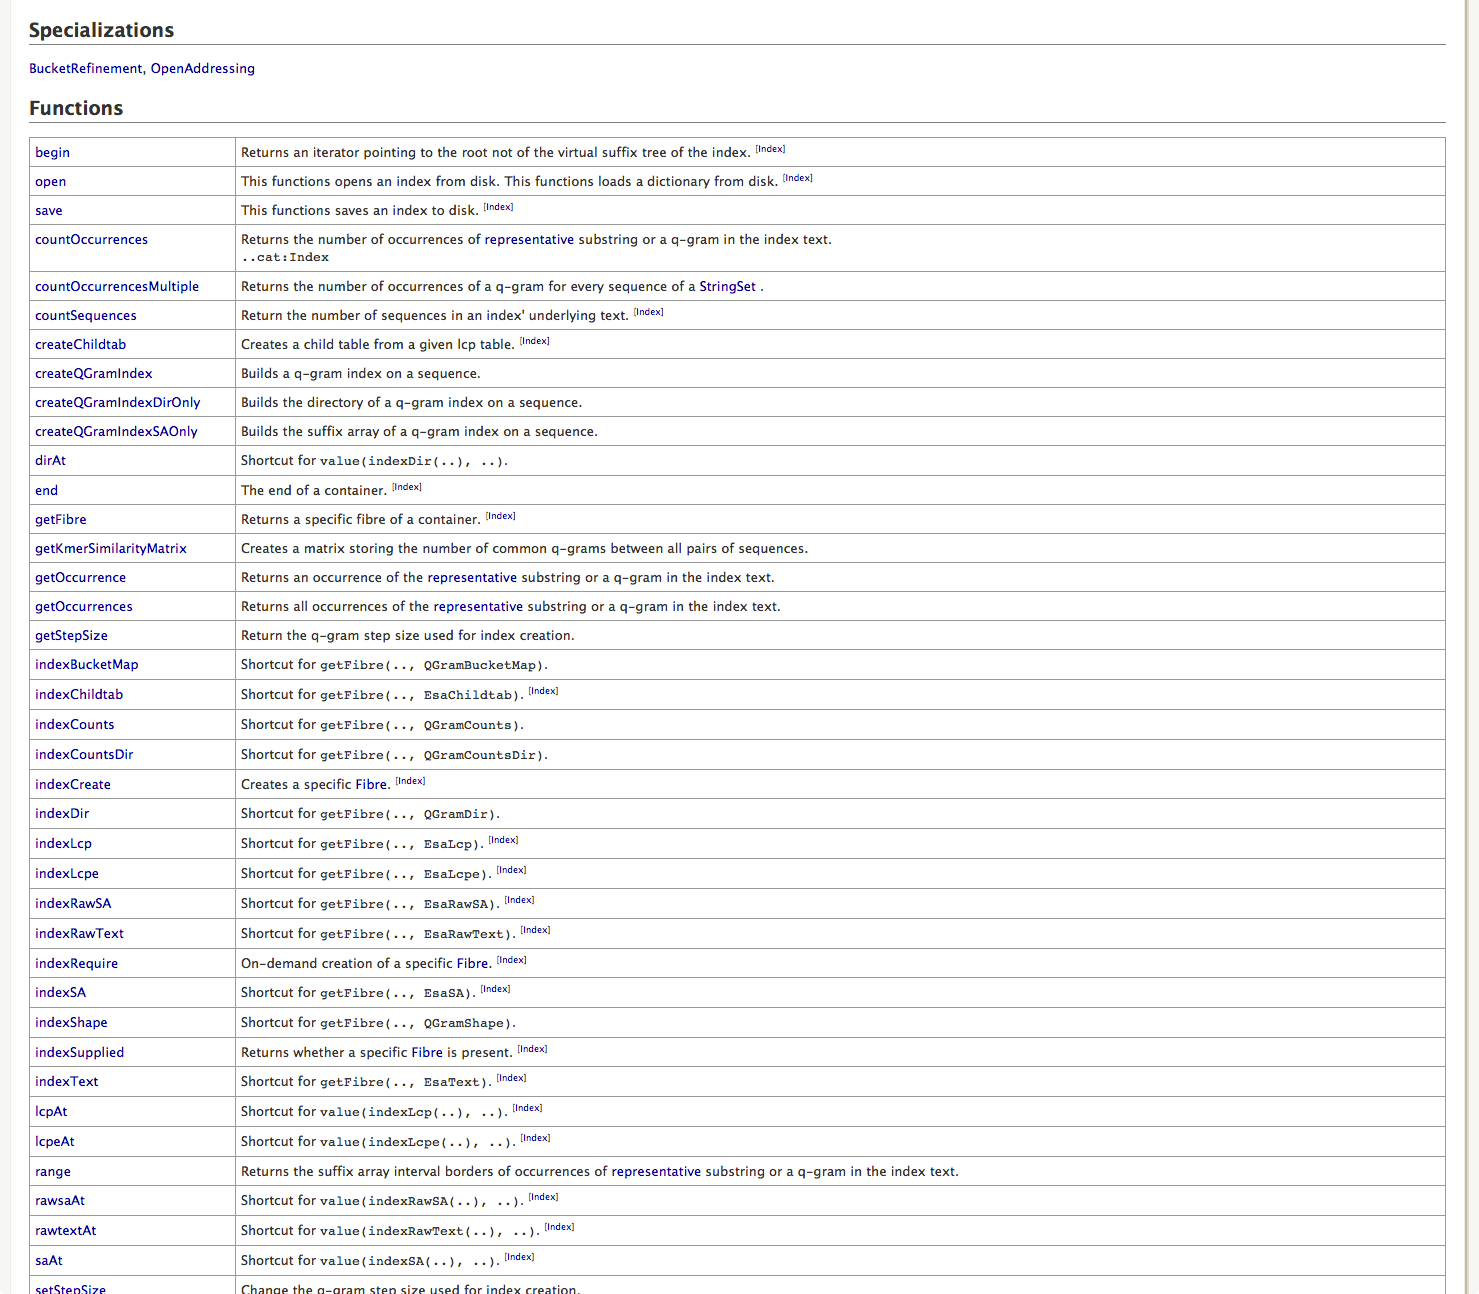 Specializations
BucketRefinement, OpenAddressing
Functions
begin Returns an iterator pointing to the root not of the virtual suffix tree of the index. [Index]
open This functions opens an index from disk. This functions loads a dictionary from disk. [Index]
save This functions saves an index to disk. [Index]
countOccurrences Returns the number of occurrences of representative substring or a q-gram in the index text.
..cat:Index
countOccurrencesMultiple Returns the number of occurrences of a q-gram for every sequence of a StringSet .
countSequences Return the number of sequences in an index' underlying text. [Index]
createChildtab Creates a child table from a given lcp table. [Index]
createQGramIndex Builds a q-gram index on a sequence.
createQGramIndexDirOnly Builds the directory of a q-gram index on a sequence.
createQGramIndexSAOnly Builds the suffix array of a q-gram index on a sequence.
dirAt Shortcut for value(indexDir(..), ..).
end The end of a container. [Index]
getFibre Returns a specific fibre of a container. [Index]
getKmerSimilarityMatrix Creates a matrix storing the number of common q-grams between all pairs of sequences.
getOccurrence Returns an occurrence of the representative substring or a q-gram in the index text.
getOccurrences Returns all occurrences of the representative substring or a q-gram in the index text.
getStepSize Return the q-gram step size used for index creation.
indexBucketMap Shortcut for getFibre(.., QGramBucketMap).
indexChildtab Shortcut for getFibre(.., EsaChildtab). [Index]
indexCounts Shortcut for getFibre(.., QGramCounts).
indexCountsDir Shortcut for getFibre(.., QGramCountsDir).
indexCreate Creates a specific Fibre. [Index]
indexDir Shortcut for getFibre(.., QGramDir).
indexLcp Shortcut for getFibre(.., EsaLcp). [Index]
indexLcpe Shortcut for getFibre(.., EsaLcpe). [Index]
indexRawSA Shortcut for getFibre(.., EsaRawSA). [Index]
indexRawText Shortcut for getFibre(.., EsaRawText). [Index]
indexRequire On-demand creation of a specific Fibre. [Index]
indexSA Shortcut for getFibre(.., EsaSA). [Index]
indexShape Shortcut for getFibre(.., QGramShape).
indexSupplied Returns whether a specific Fibre is present. [Index]
indexText Shortcut for getFibre(.., EsaText). [Index]
lcpAt Shortcut for value(indexLcp(..), ..). [Index]
lcpeAt Shortcut for value(indexLcpe(..), ..). [Index]
range Returns the suffix array interval borders of occurrences of representative substring or a q-gram in the index text.
rawsaAt Shortcut for value(indexRawSA(..), ..). [Index]
rawtextAt Shortcut for value(indexRawText(..), ..). [Index]
saAt Shortcut for value(indexSA(..), ..). [Index]
setStepSize Change the q-gram step size used for index creation.